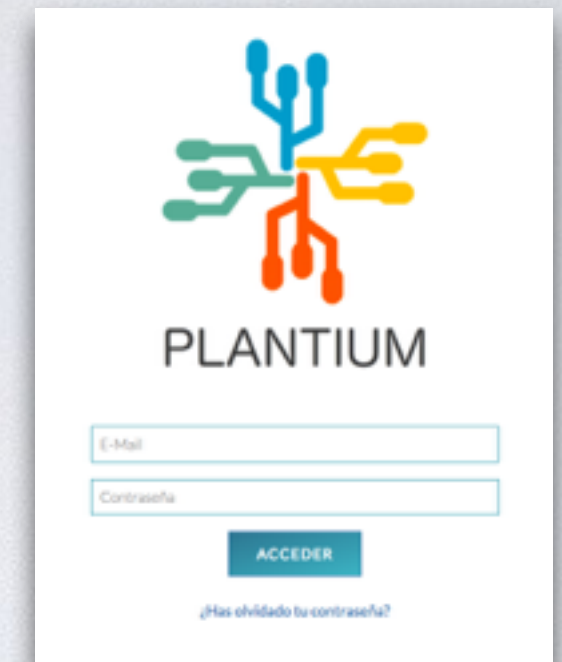 PLANTIUM
E-Mail
Contraseña
ACCEDER
¿Has olvidado tu contraseña?